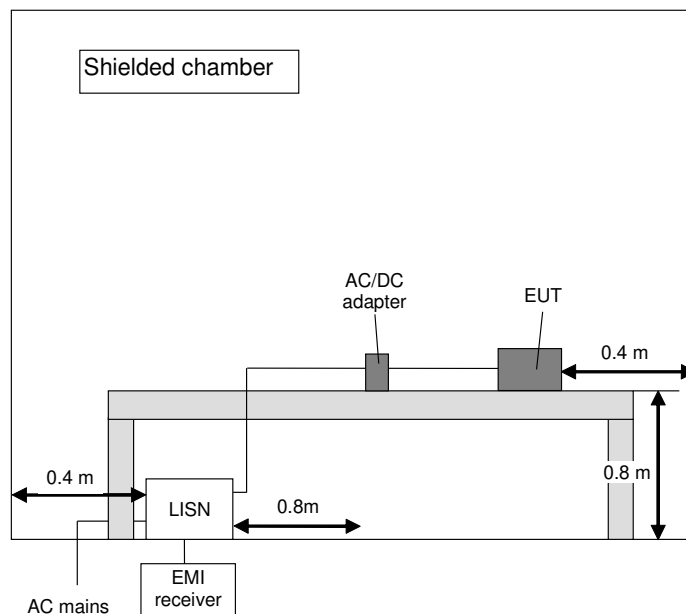 Shielded chamber
AC/DC
adapter
EUT
0.4 m
0.4 m
0.8 m
LISN
0.8m
EMI
receiver
AC mains